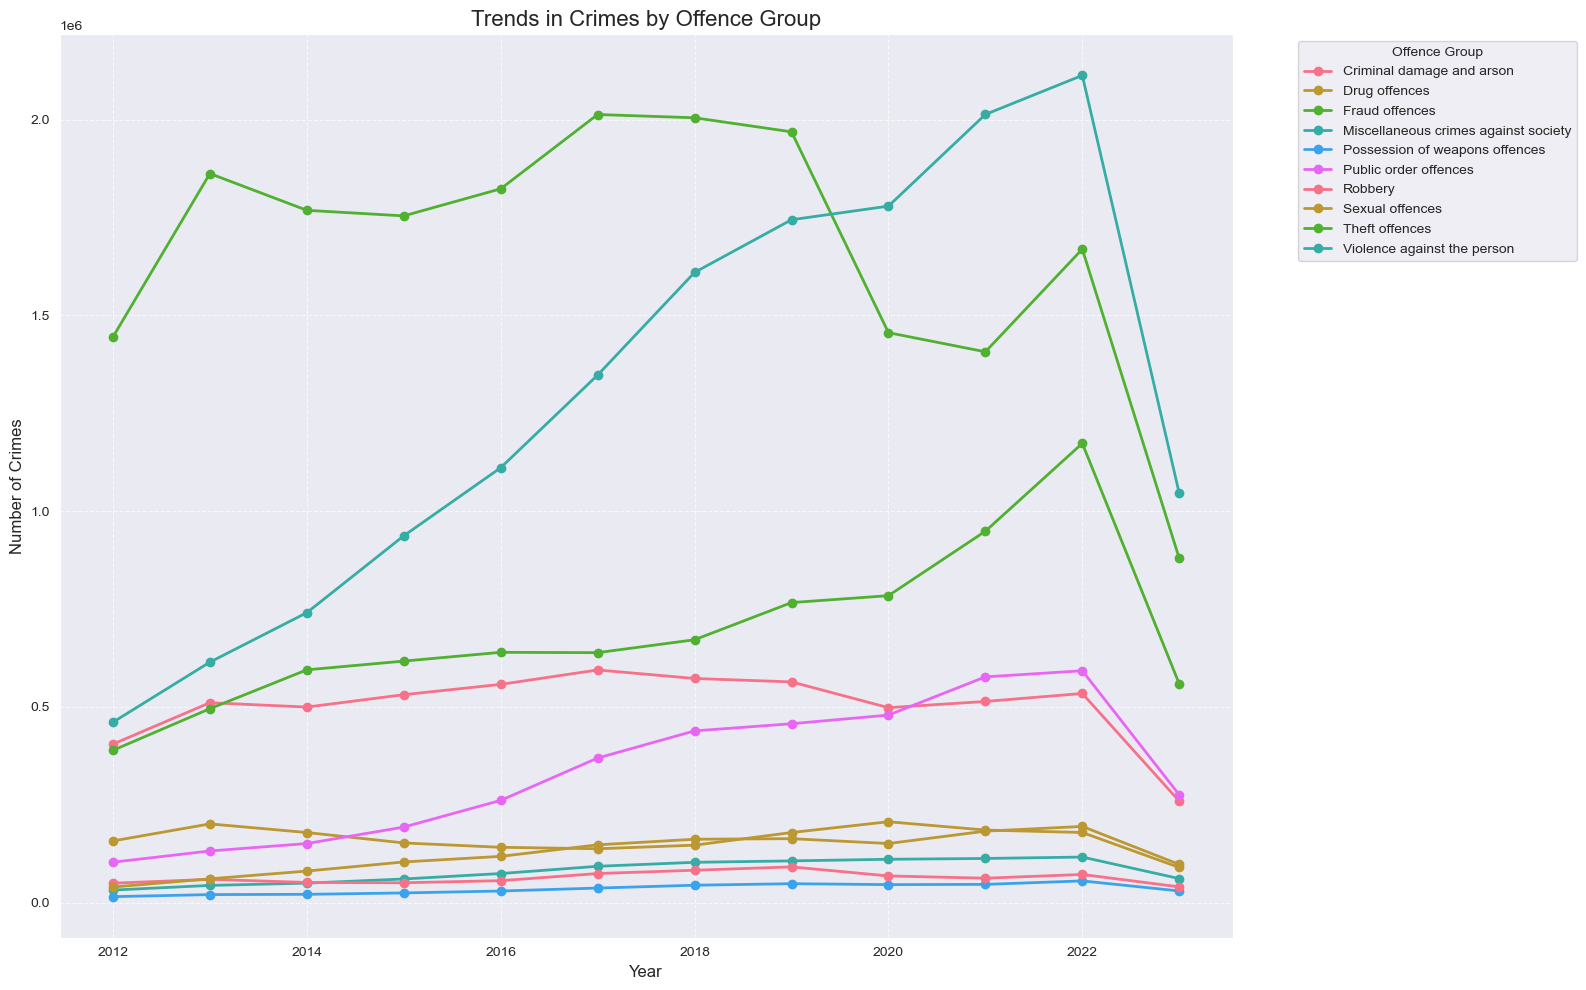 Trends in Crimes by Offence Group
1e6
2.0
1.5
1.0
0.5
0.0
Number of Crimes
2012
2014
2016
2018
2020
2022
Year
Offence Group
Criminal damage and arson
Drug offences
Fraud offences
Miscellaneous crimes against society
Possession of weapons offences
Public order offences
Robbery
Sexual offences
Theft offences
Violence against the person